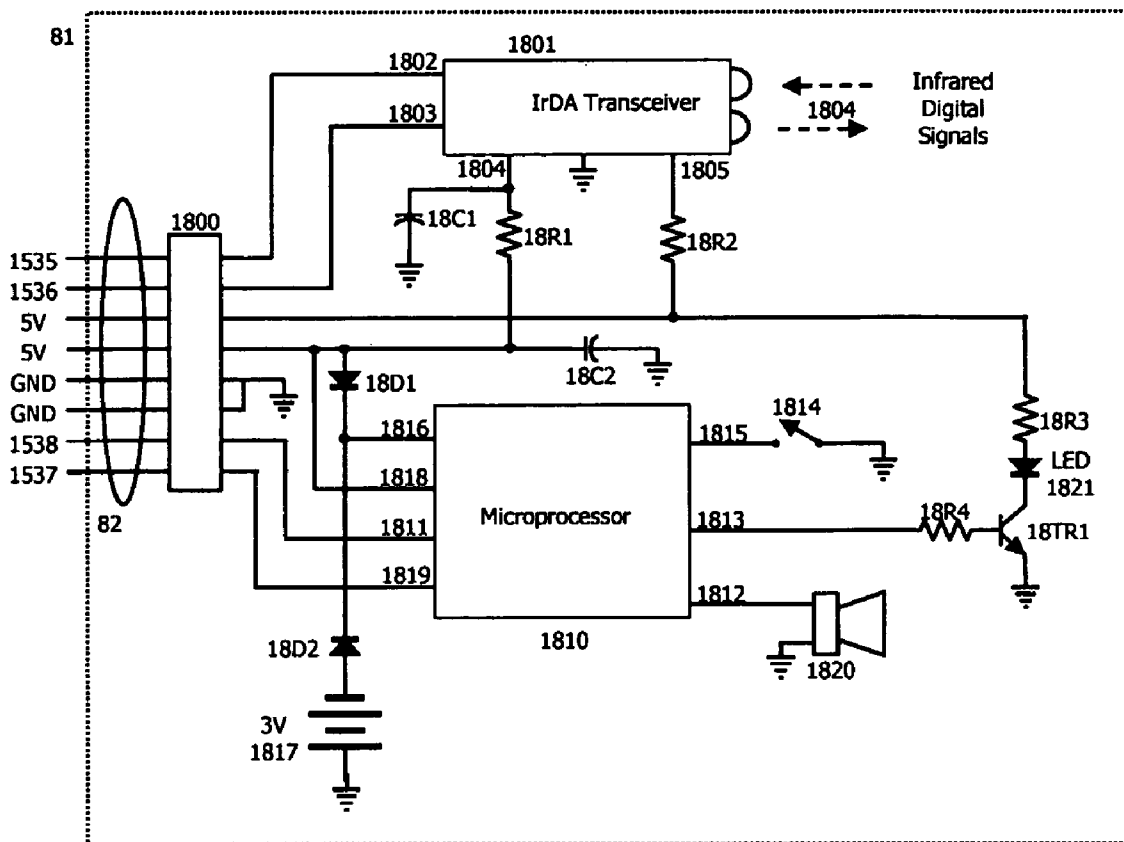 81
1801
1802
IrDA Transceiver
Infrared
Digital
Signals
1804
1803
1804
1805
1800
18C1
18R1
18R2
1535
1536
5V
5V
GND
GND
1538
1537
82
18D1
18C2
1816
1818
1811
1819
Microprocessor
1810
1815
1814
1813
1812
18R3
LED
1821
18R4
18TR1
1820
18D2
3V
1817